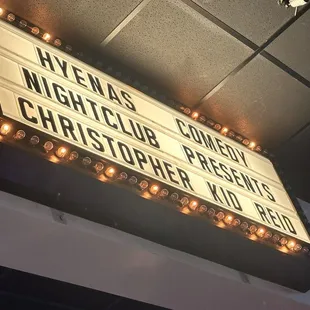 HYENAS COMEDY
NIGHTCLUB PRESENTS
CHRISTOPHER KID REID